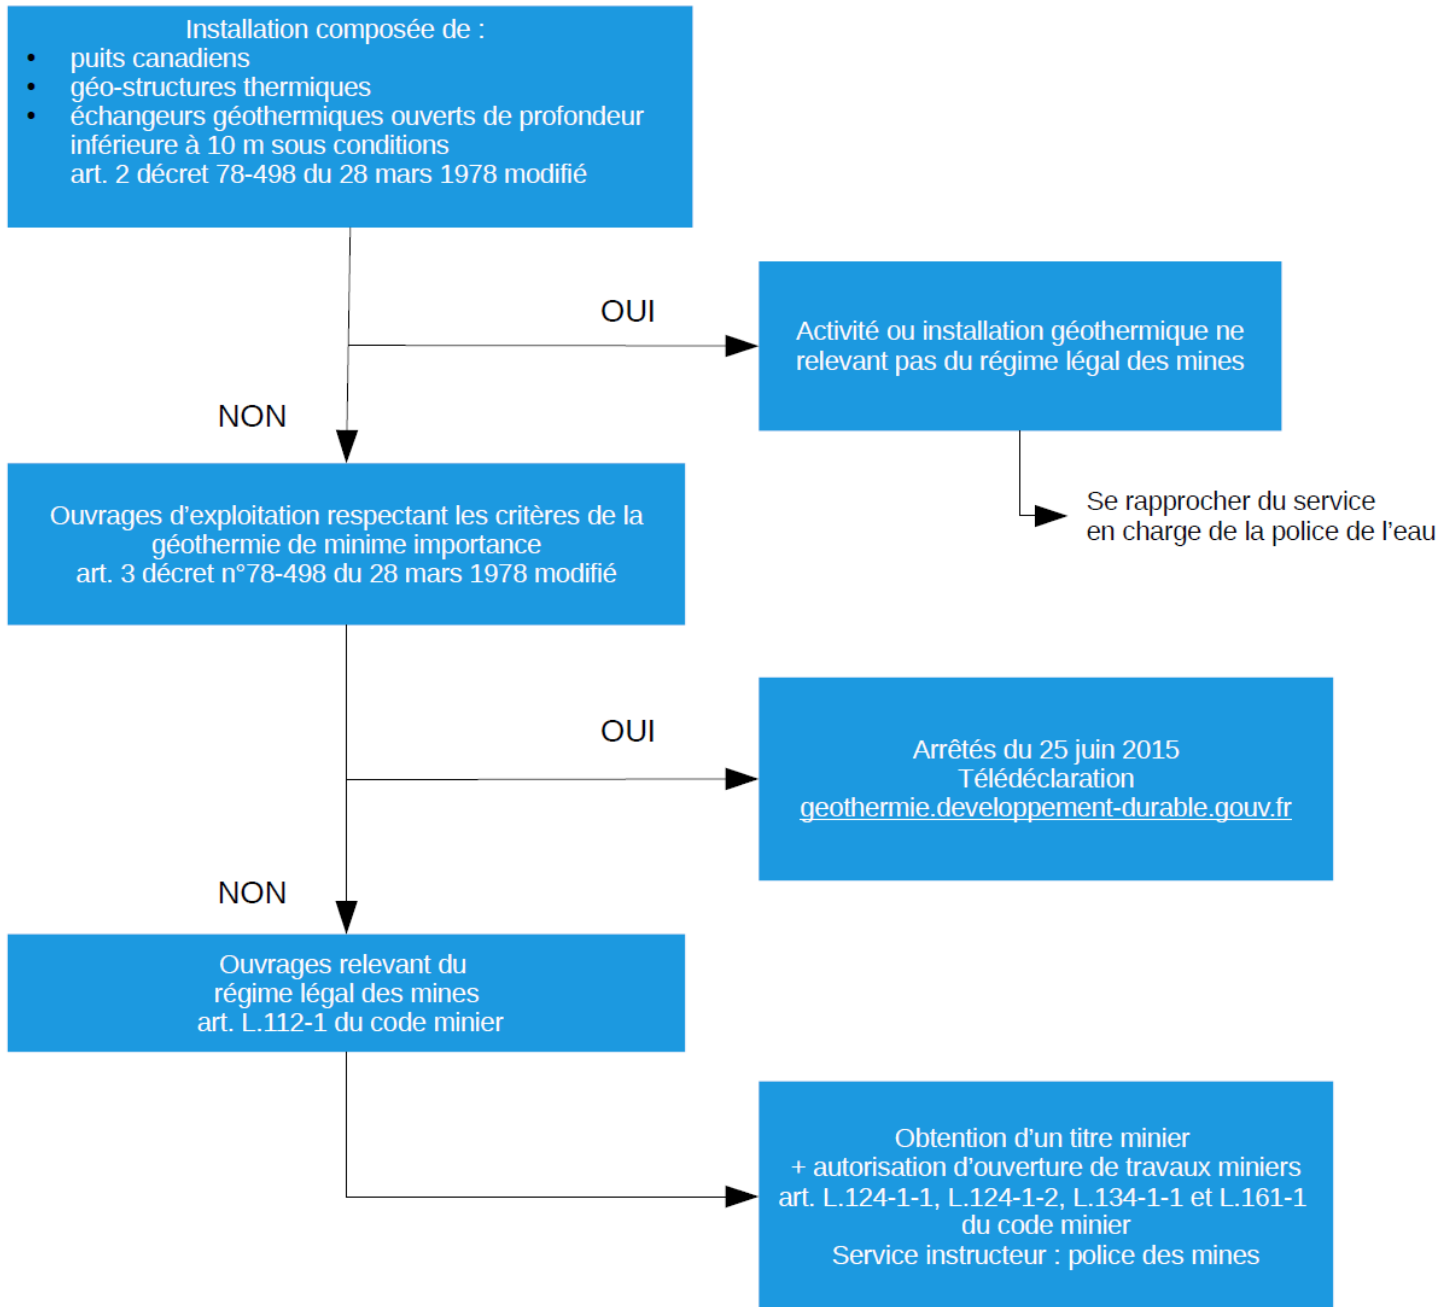 Installation composée de :
• puits canadiens
• géo-structures thermiques
• échangeurs géothermiques ouverts de profondeur
inférieure à 10 m sous conditions
art. 2 décret 78-498 du 28 mars 1978 modifié
OUI
Activité ou installation géothermique ne
relevant pas du régime légal des mines
NON
Se rapprocher du service
en charge de la police de l’eau
Ouvrages d’exploitation respectant les critères de la
géothermie de minime importance
art. 3 décret n°78-498 du 28 mars 1978 modifié
OUI
Arrêtés du 25 juin 2015
Télédéclaration
geothermie.developpement-durable.gouv.fr
NON
Ouvrages relevant du
régime légal des mines
art. L.112-1 du code minier
Obtention d’un titre minier
+ autorisation d’ouverture de travaux miniers
art. L.124-1-1, L.124-1-2, L.134-1-1 et L.161-1
du code minier
Service instructeur : police des mines